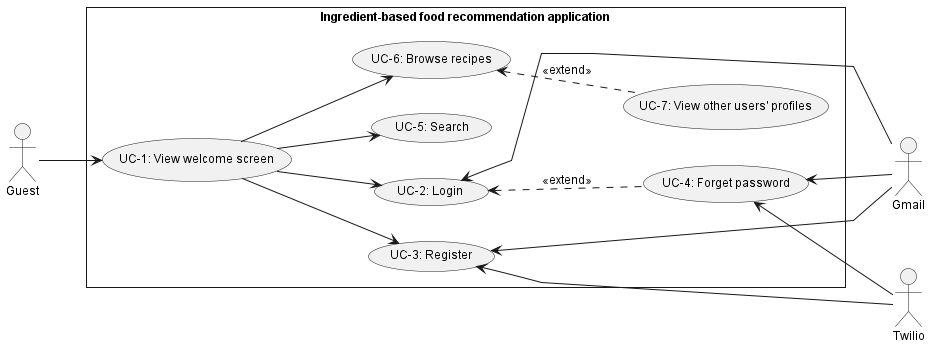 Ingredient-based food recommendation application
UC-6: Browse recipes
«extend»
UC-7: View other users' profiles
UC-5: Search
UC-1: View welcome screen
Guest
UC-2: Login
«extend»
UC-4: Forget password
Gmail
UC-3: Register
Twilio